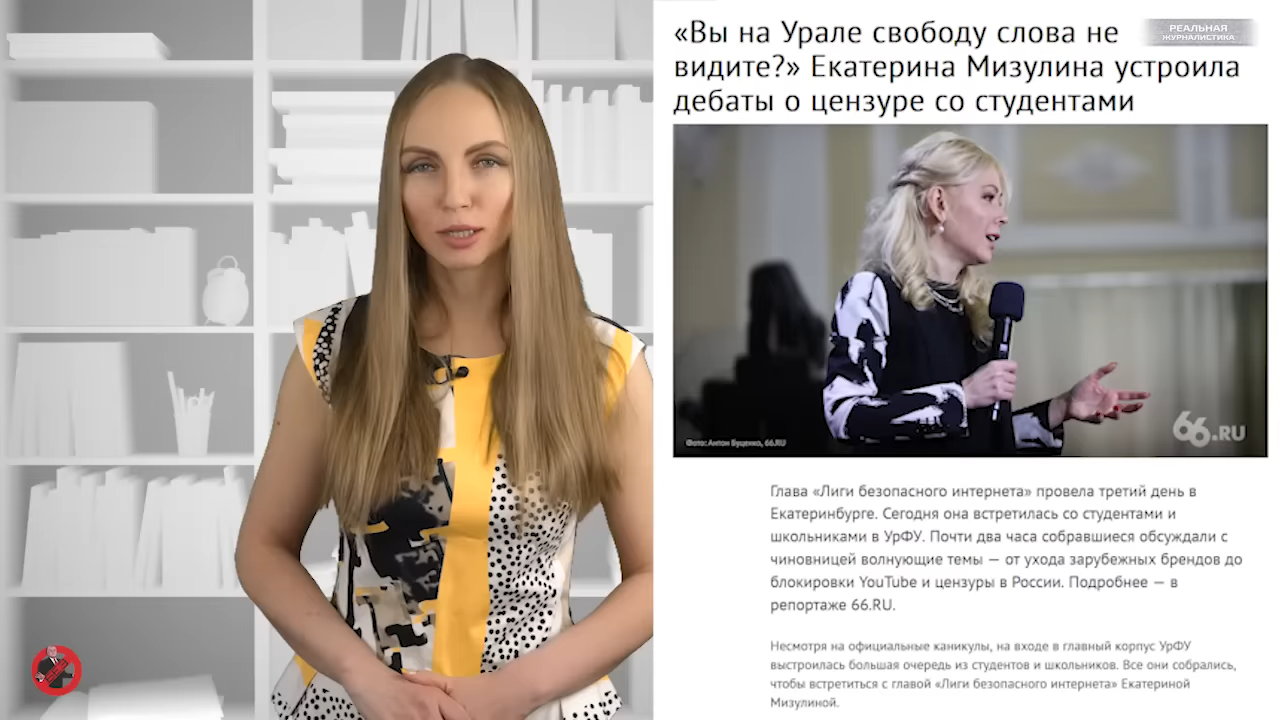 «Вы на Урале свободу слова не
видите?» Екатерина Мизулина устроила
дебаты о цензуре со студентами
РЕАЛЬНАЯ
ЖУРНАЛИСТИКА
Фото: Антон Буценко, 66.RU
66.RU
Глава «Лиги безопасного интернета» провела третий день в
Екатеринбурге. Сегодня она встретилась со студентами и
школьниками в УрФУ. Почти два часа собравшиеся обсуждали с
чиновницей волнующие темы — от ухода зарубежных брендов до
блокировки YouTube и цензуры в России. Подробнее — в
репортаже 66.RU.
Несмотря на официальные каникулы, на входе в главный корпус УрФУ
выстроилась большая очередь из студентов и школьников. Все они собрались,
чтобы встретиться с главой «Лиги безопасного интернета» Екатериной
Мизулиной.